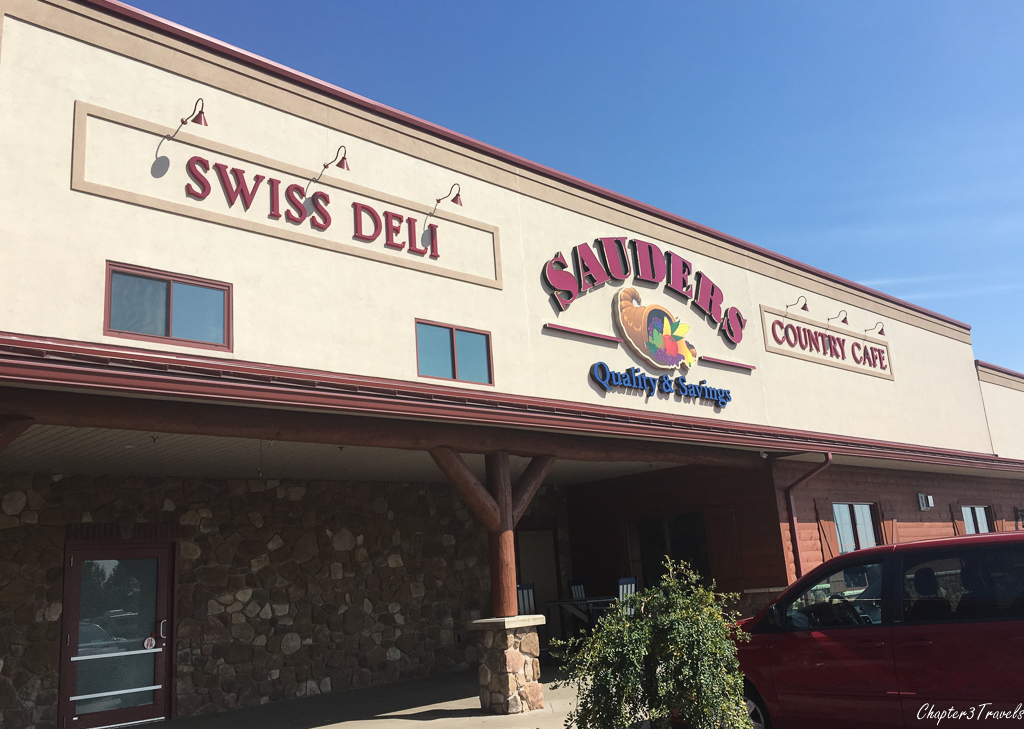 SWISS DELI
SAUDERS
Quality & Savings
COUNTRY CAFE
Chapter3Travels